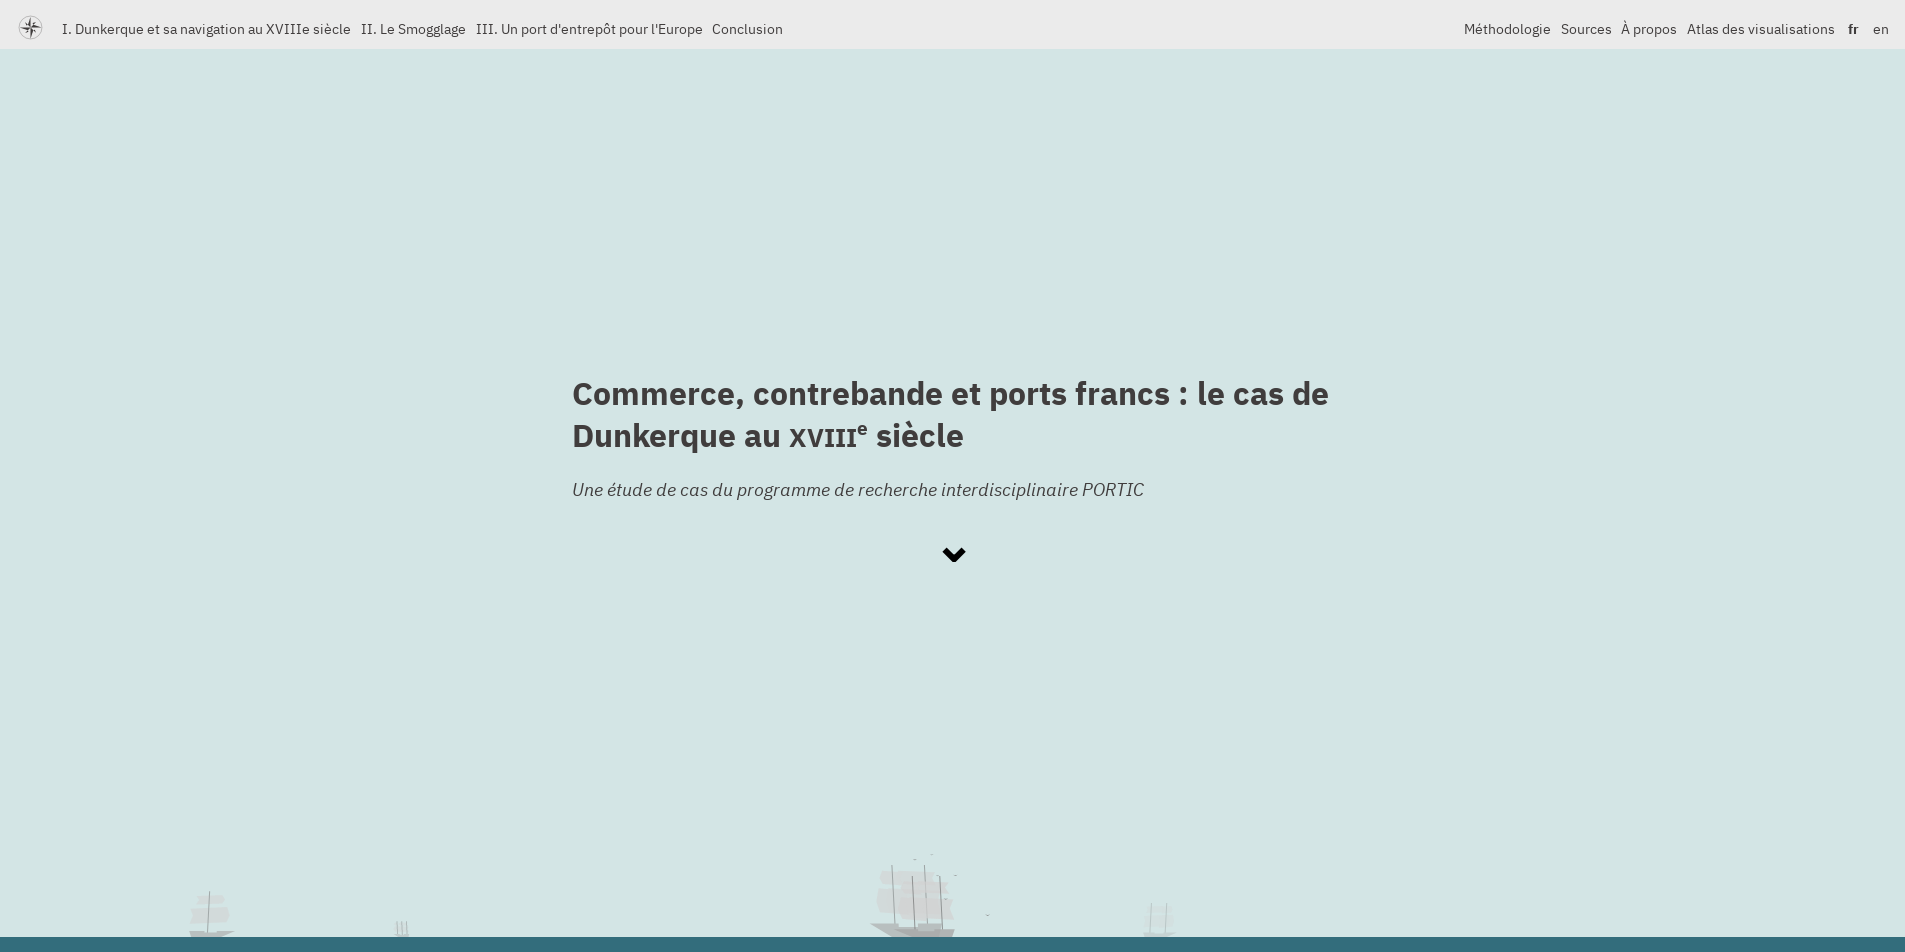 I. Dunkerque et sa navigation au XVIIIe siècle II. Le Smogglage III. Un port d'entrepôt pour l'Europe Conclusion Méthodologie Sources À propos Atlas des visualisations fr en
Commerce, contrebande et ports francs : le cas de
Dunkerque au XVIIIe siècle
Une étude de cas du programme de recherche interdisciplinaire PORTIC